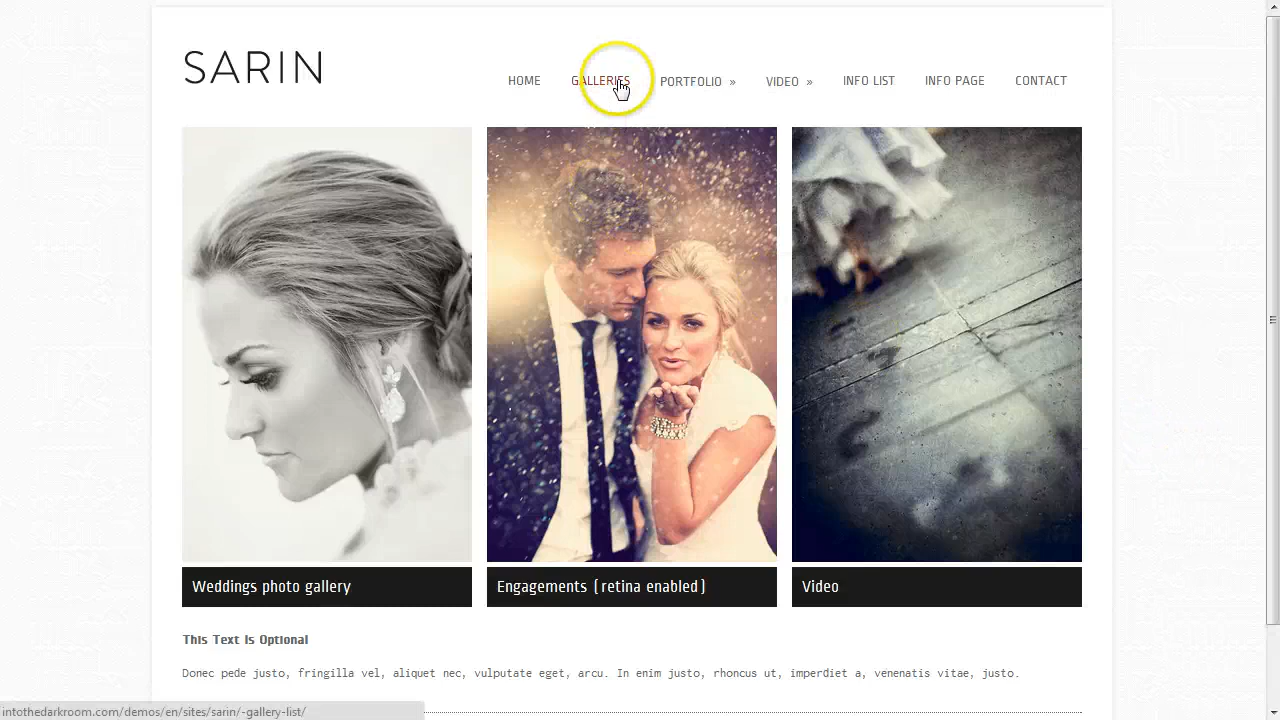 SARIN
HOME GALLERIES PORTFOLIO » VIDEO » INFO LIST INFO PAGE CONTACT
Weddings photo gallery
Engagements (retina enabled)
Video
This Text Is Optional
Donec pede justo, fringilla vel, aliquet nec, vulputate eget, arcu. In enim justo, rhoncus ut, imperdiet a, venenatis vitae, justo.
intothedarkroom.com/demos/en/sites/sarin/-gallery-list/